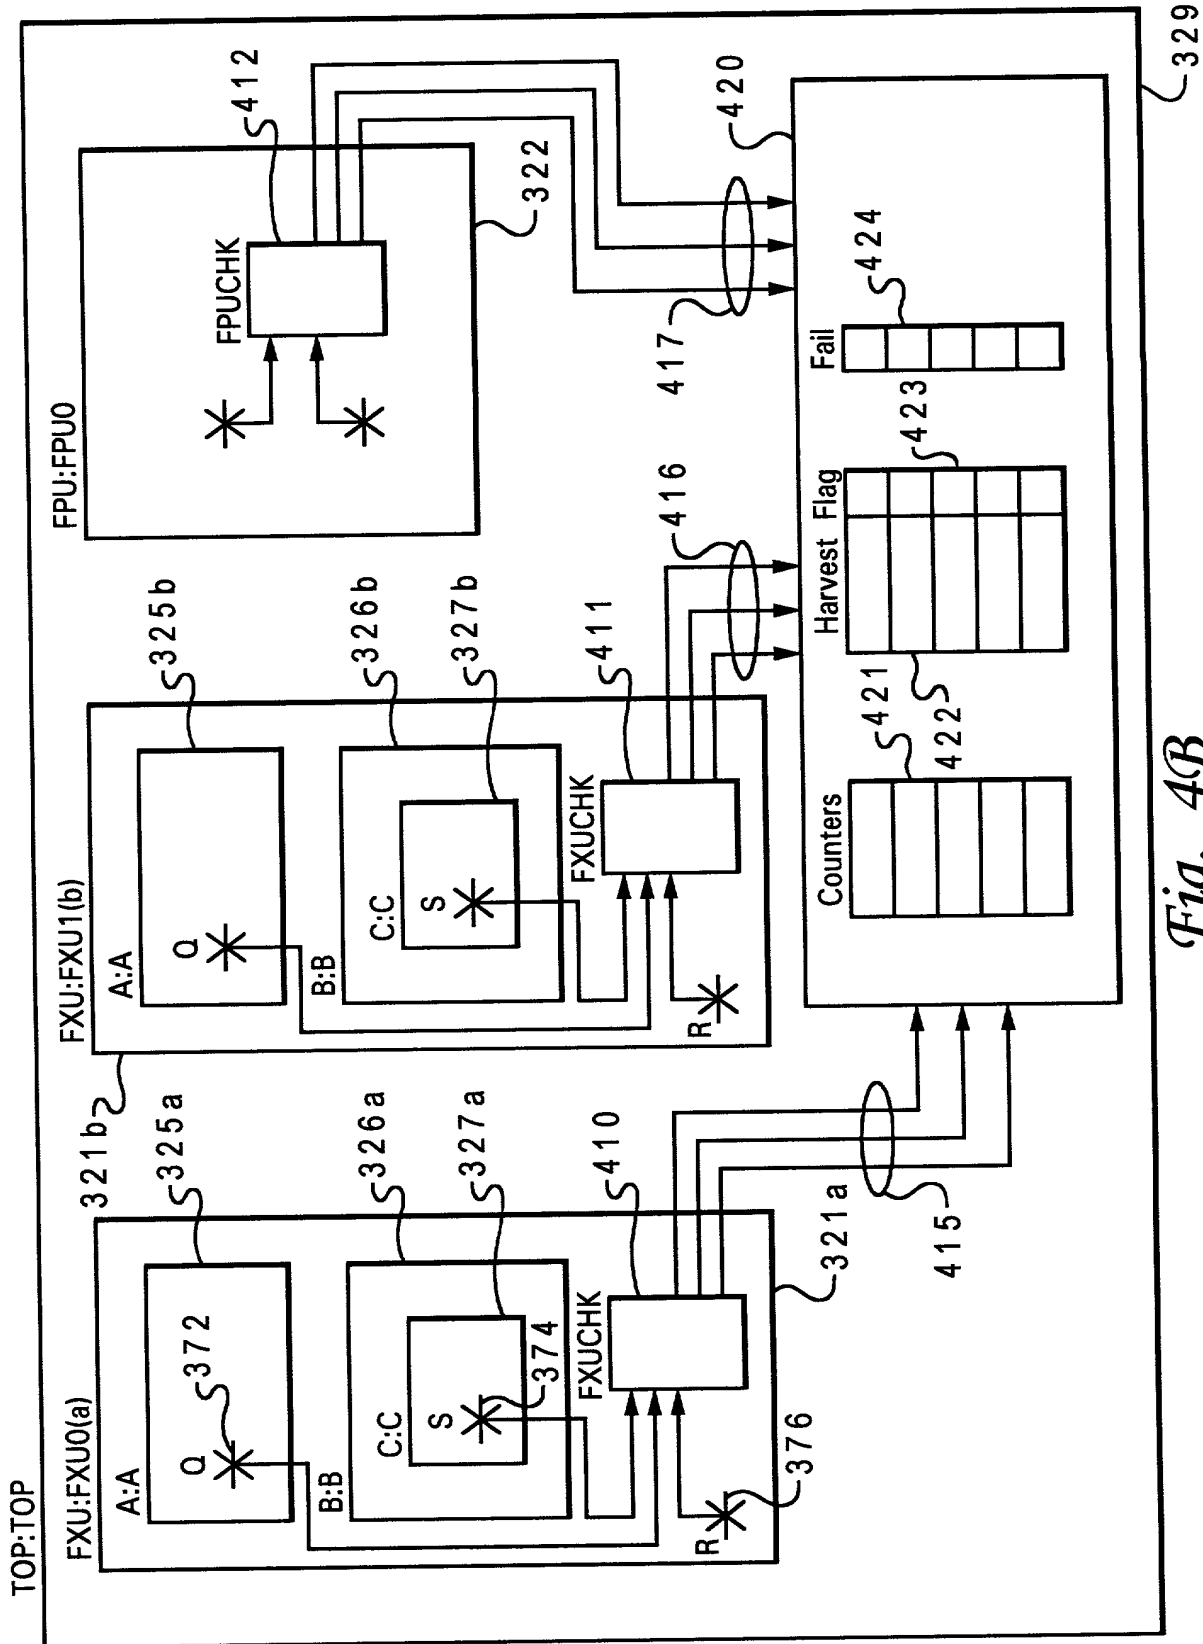 TOP:TOP
FXU:FXU0(a)
A:A
Q
372
325a
B:B
C:C
S
374
326a
327a
FXUCHK
410
R
376
321a
415
321b
FXU:FXU1(b)
A:A
Q
325b
B:B
C:C
S
326b
327b
FXUCHK
411
R
416
FPU:FPU0
FPUCHK
412
322
417
420
Counters
421
422
Harvest Flag
423
Fail
424
329
Fig. 4B